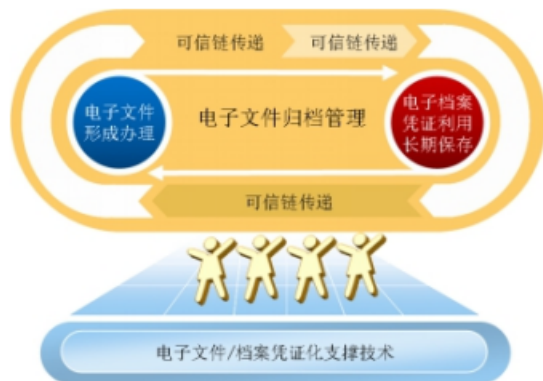 可信链传递 可信链传递
电子文件
形成办理
电子文件归档管理
电子档案
凭证利用
长期保存
可信链传递
电子文件/档案凭证化支撑技术